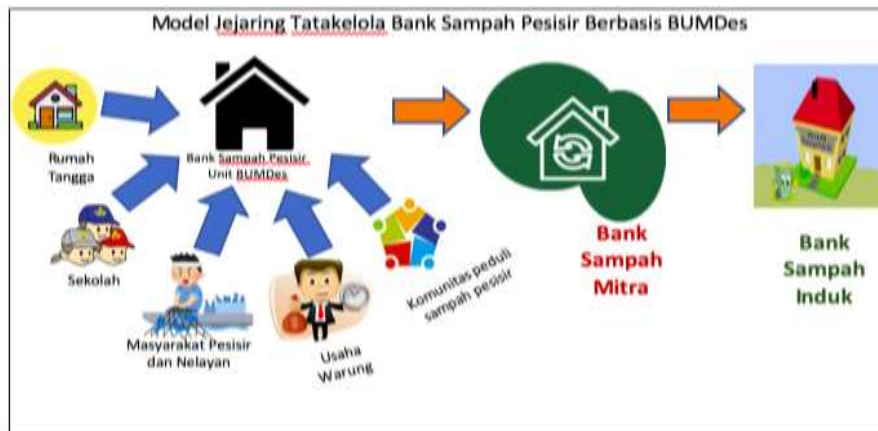 Model Jejaring Tatakelola Bank Sampah Pesisir Berbasis BUMDes
Rumah
Tangga
Bank Sampah Pesisir
Unit BUMDes
Sekolah
Masyarakat Pesisir
dan Nelayan
Usaha
Warung
Komunitas peduli
sampah pesisir
Bank
Sampah
Mitra
Bank
Sampah
Induk